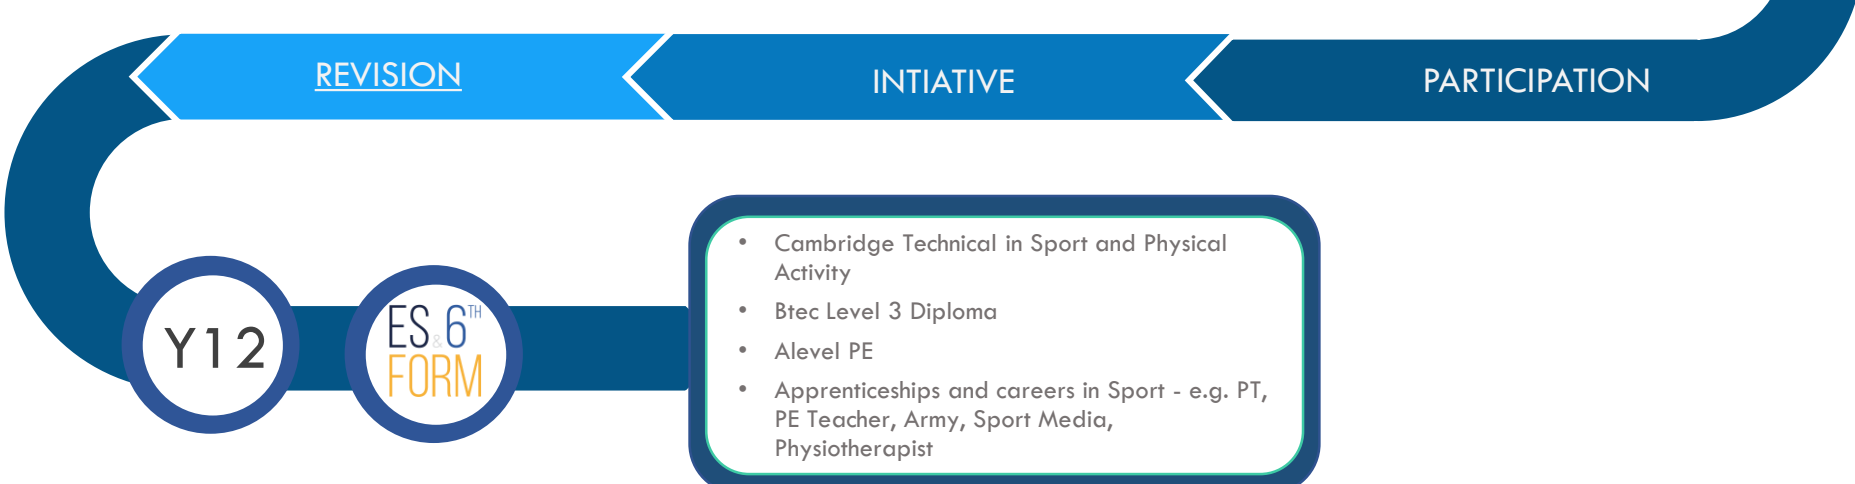 REVISION
INTIATIVE
PARTICIPATION
Y12
ES & 6TH
FORM
• Cambridge Technical in Sport and Physical
Activity
• Btec Level 3 Diploma
• Alevel PE
• Apprenticeships and careers in Sport - e.g. PT,
PE Teacher, Army, Sport Media,
Physiotherapist